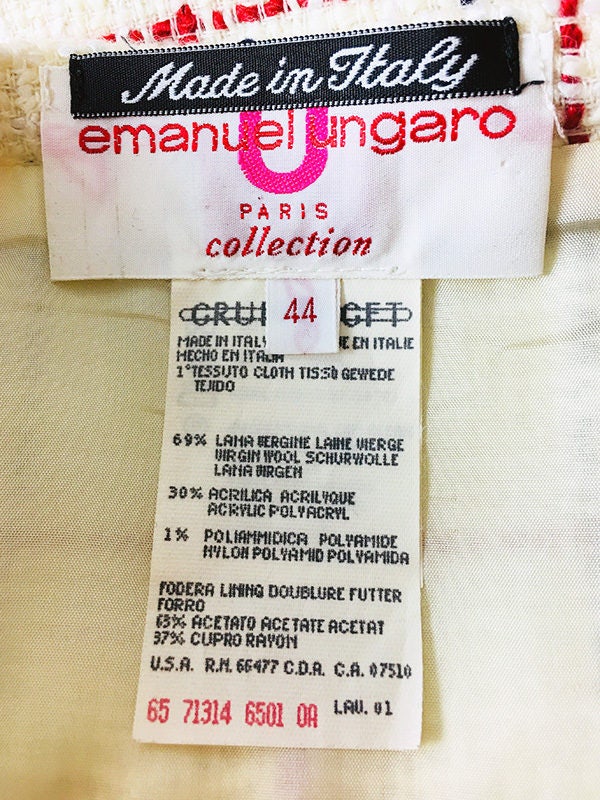 Made in Italy
emanuel ungaro
U
PARIS
collection
44
MADE IN ITALY EN ITALIE
HECHO EN ITALIA
1°TESSUTO CLOTH TISSÙ GEWEDE
TEJIDO
69% LANA VERGINE LAINE VIERGE
VIRGIN WOOL SCHURWOLLE
LANA VIRGEN
30% ACRILICA ACRILYQUE
ACRYLIC POLYACRYL
1% POLIAMMIDICA POLYAMIDE
NYLON POLYAMID POLYAMIDA
FODERA LINING DOUBLURE FUTTER
FORRO
63% ACETATO ACETATE ACETAT
37% CUPRO RAYON
U.S.A. R.N. 66477 C.D.A. C.A. 07510
65 71314 6501 0A LAV. 01